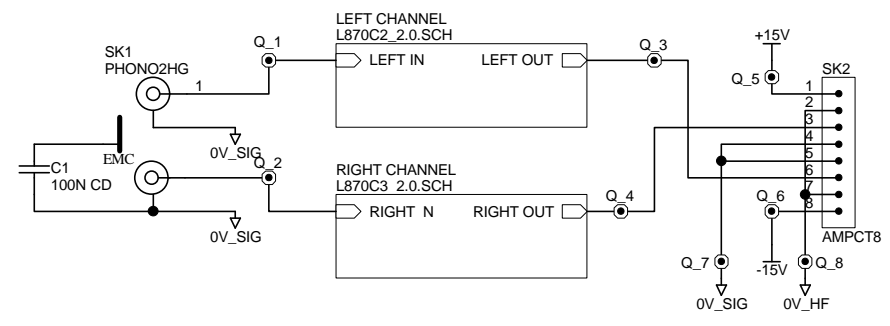 LEFT CHANNEL
L870C2_2.0.SCH
Q_1
LEFT IN
LEFT OUT
Q_3
+15V
SK1
PHONO2HG
1
Q_5
SK2
1
2
3
4
5
6
7
8
0V_SIG
EMC
C1
100N CD
Q_2
RIGHT CHANNEL
L870C3_2.0.SCH
RIGHT N
RIGHT OUT
Q_4
Q_6
0V_SIG
AMPCT8
Q_7
-15V
Q_8
0V_SIG
0V_HF